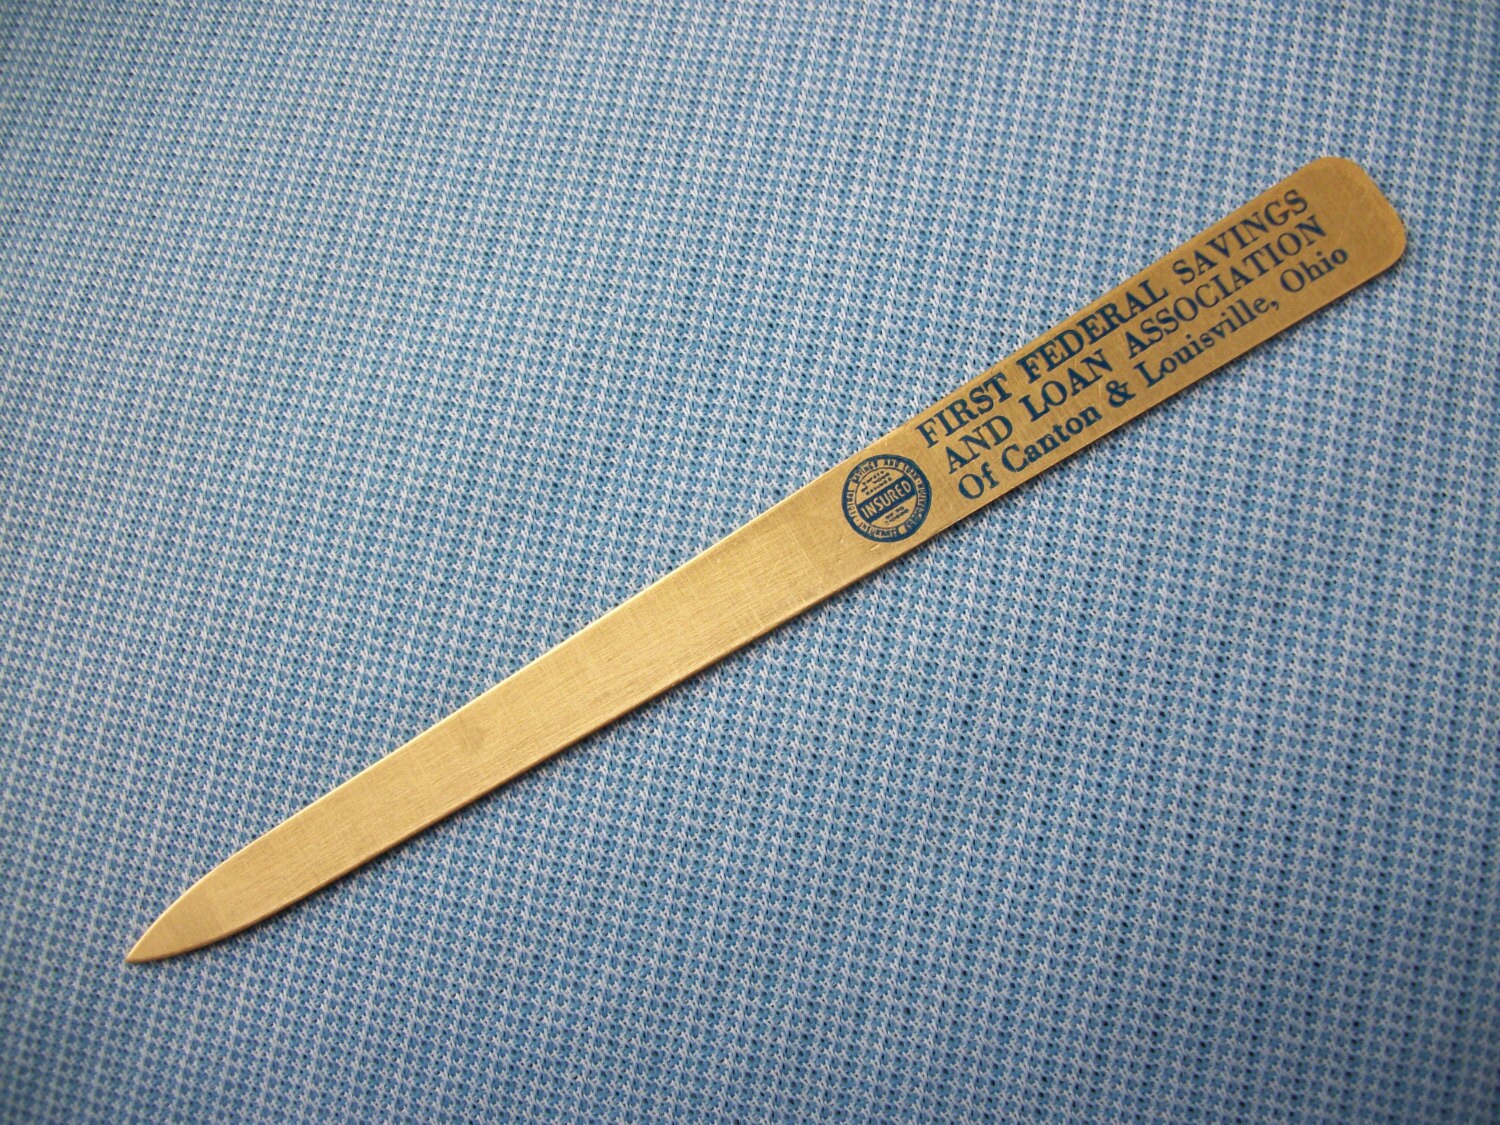 FIRST FEDERAL SAVINGS
AND LOAN ASSOCIATION
Of Canton & Louisville, Ohio
INSURED